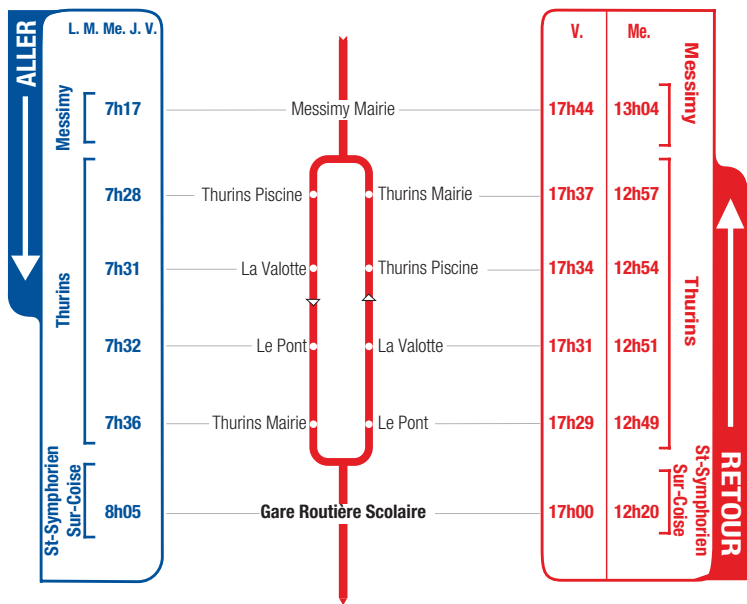 ALLER
L. M. Me. J. V.
V. Me.
Messimy
7h17 Messimy Mairie 17h44 13h04
Messimy
Thurins
7h28 Thurins Piscine Thurins Mairie 17h37 12h57
7h31 La Valotte Thurins Piscine 17h34 12h54
7h32 Le Pont La Valotte 17h31 12h51
7h36 Thurins Mairie Le Pont 17h29 12h49
Thurins
St-Symphorien
Sur-Coise
8h05 Gare Routière Scolaire 17h00 12h20
St-Symphorien
Sur-Coise
RETOUR